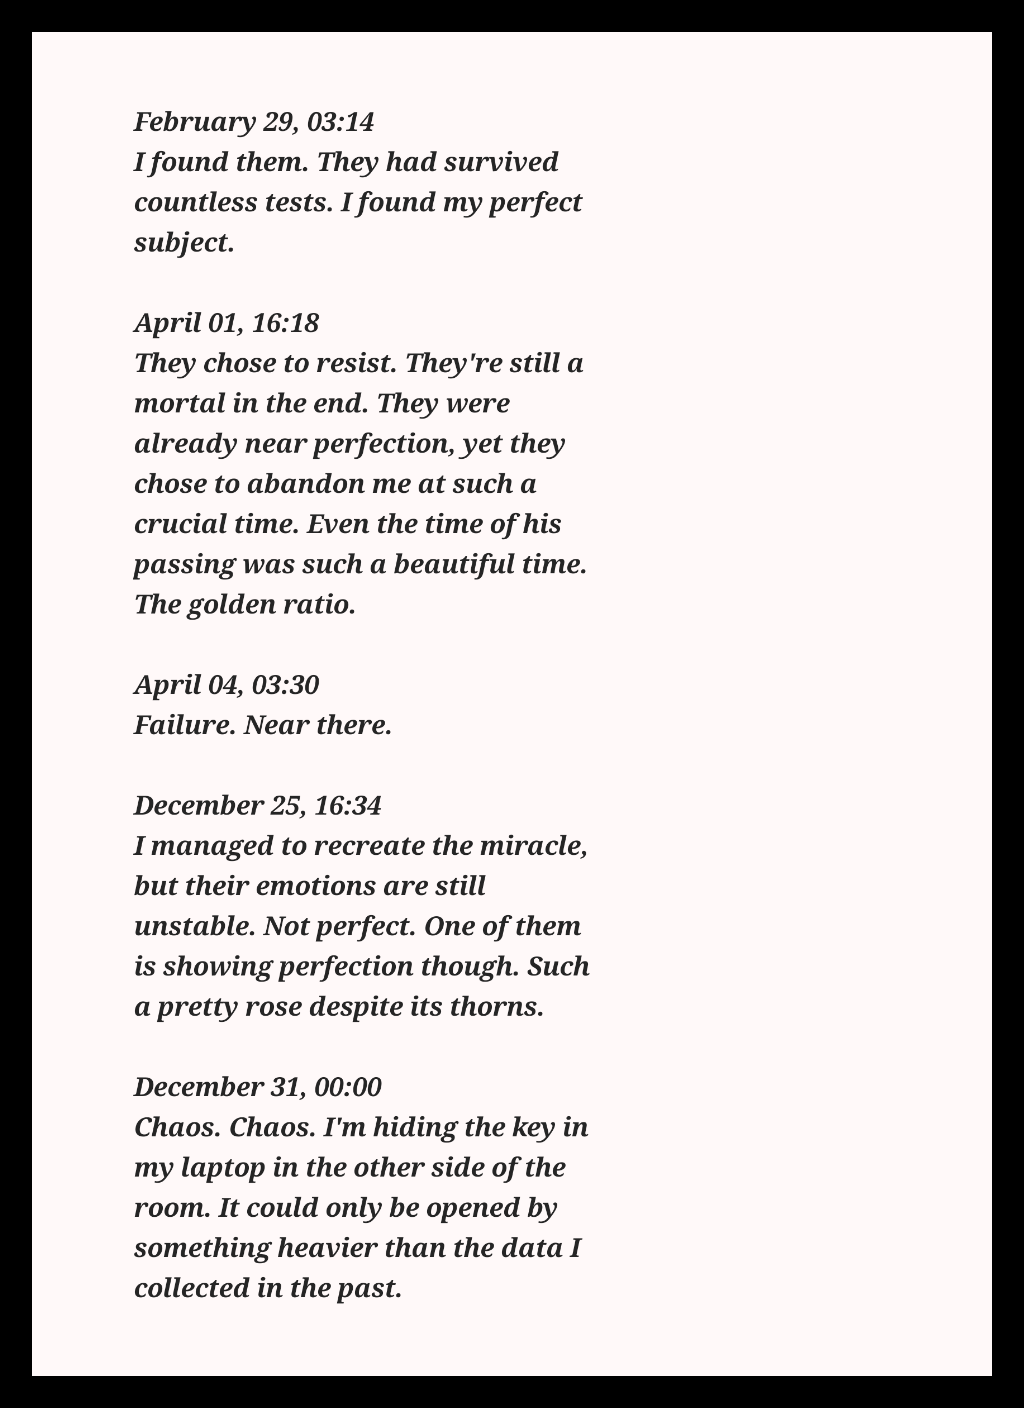 February 29, 03:14
I found them. They had survived
countless tests. I found my perfect
subject.
April 01, 16:18
They chose to resist. They're still a
mortal in the end. They were
already near perfection, yet they
chose to abandon me at such a
crucial time. Even the time of his
passing was such a beautiful time.
The golden ratio.
April 04, 03:30
Failure. Near there.
December 25, 16:34
I managed to recreate the miracle,
but their emotions are still
unstable. Not perfect. One of them
is showing perfection though. Such
a pretty rose despite its thorns.
December 31, 00:00
Chaos. Chaos. I'm hiding the key in
my laptop in the other side of the
room. It could only be opened by
something heavier than the data I
collected in the past.